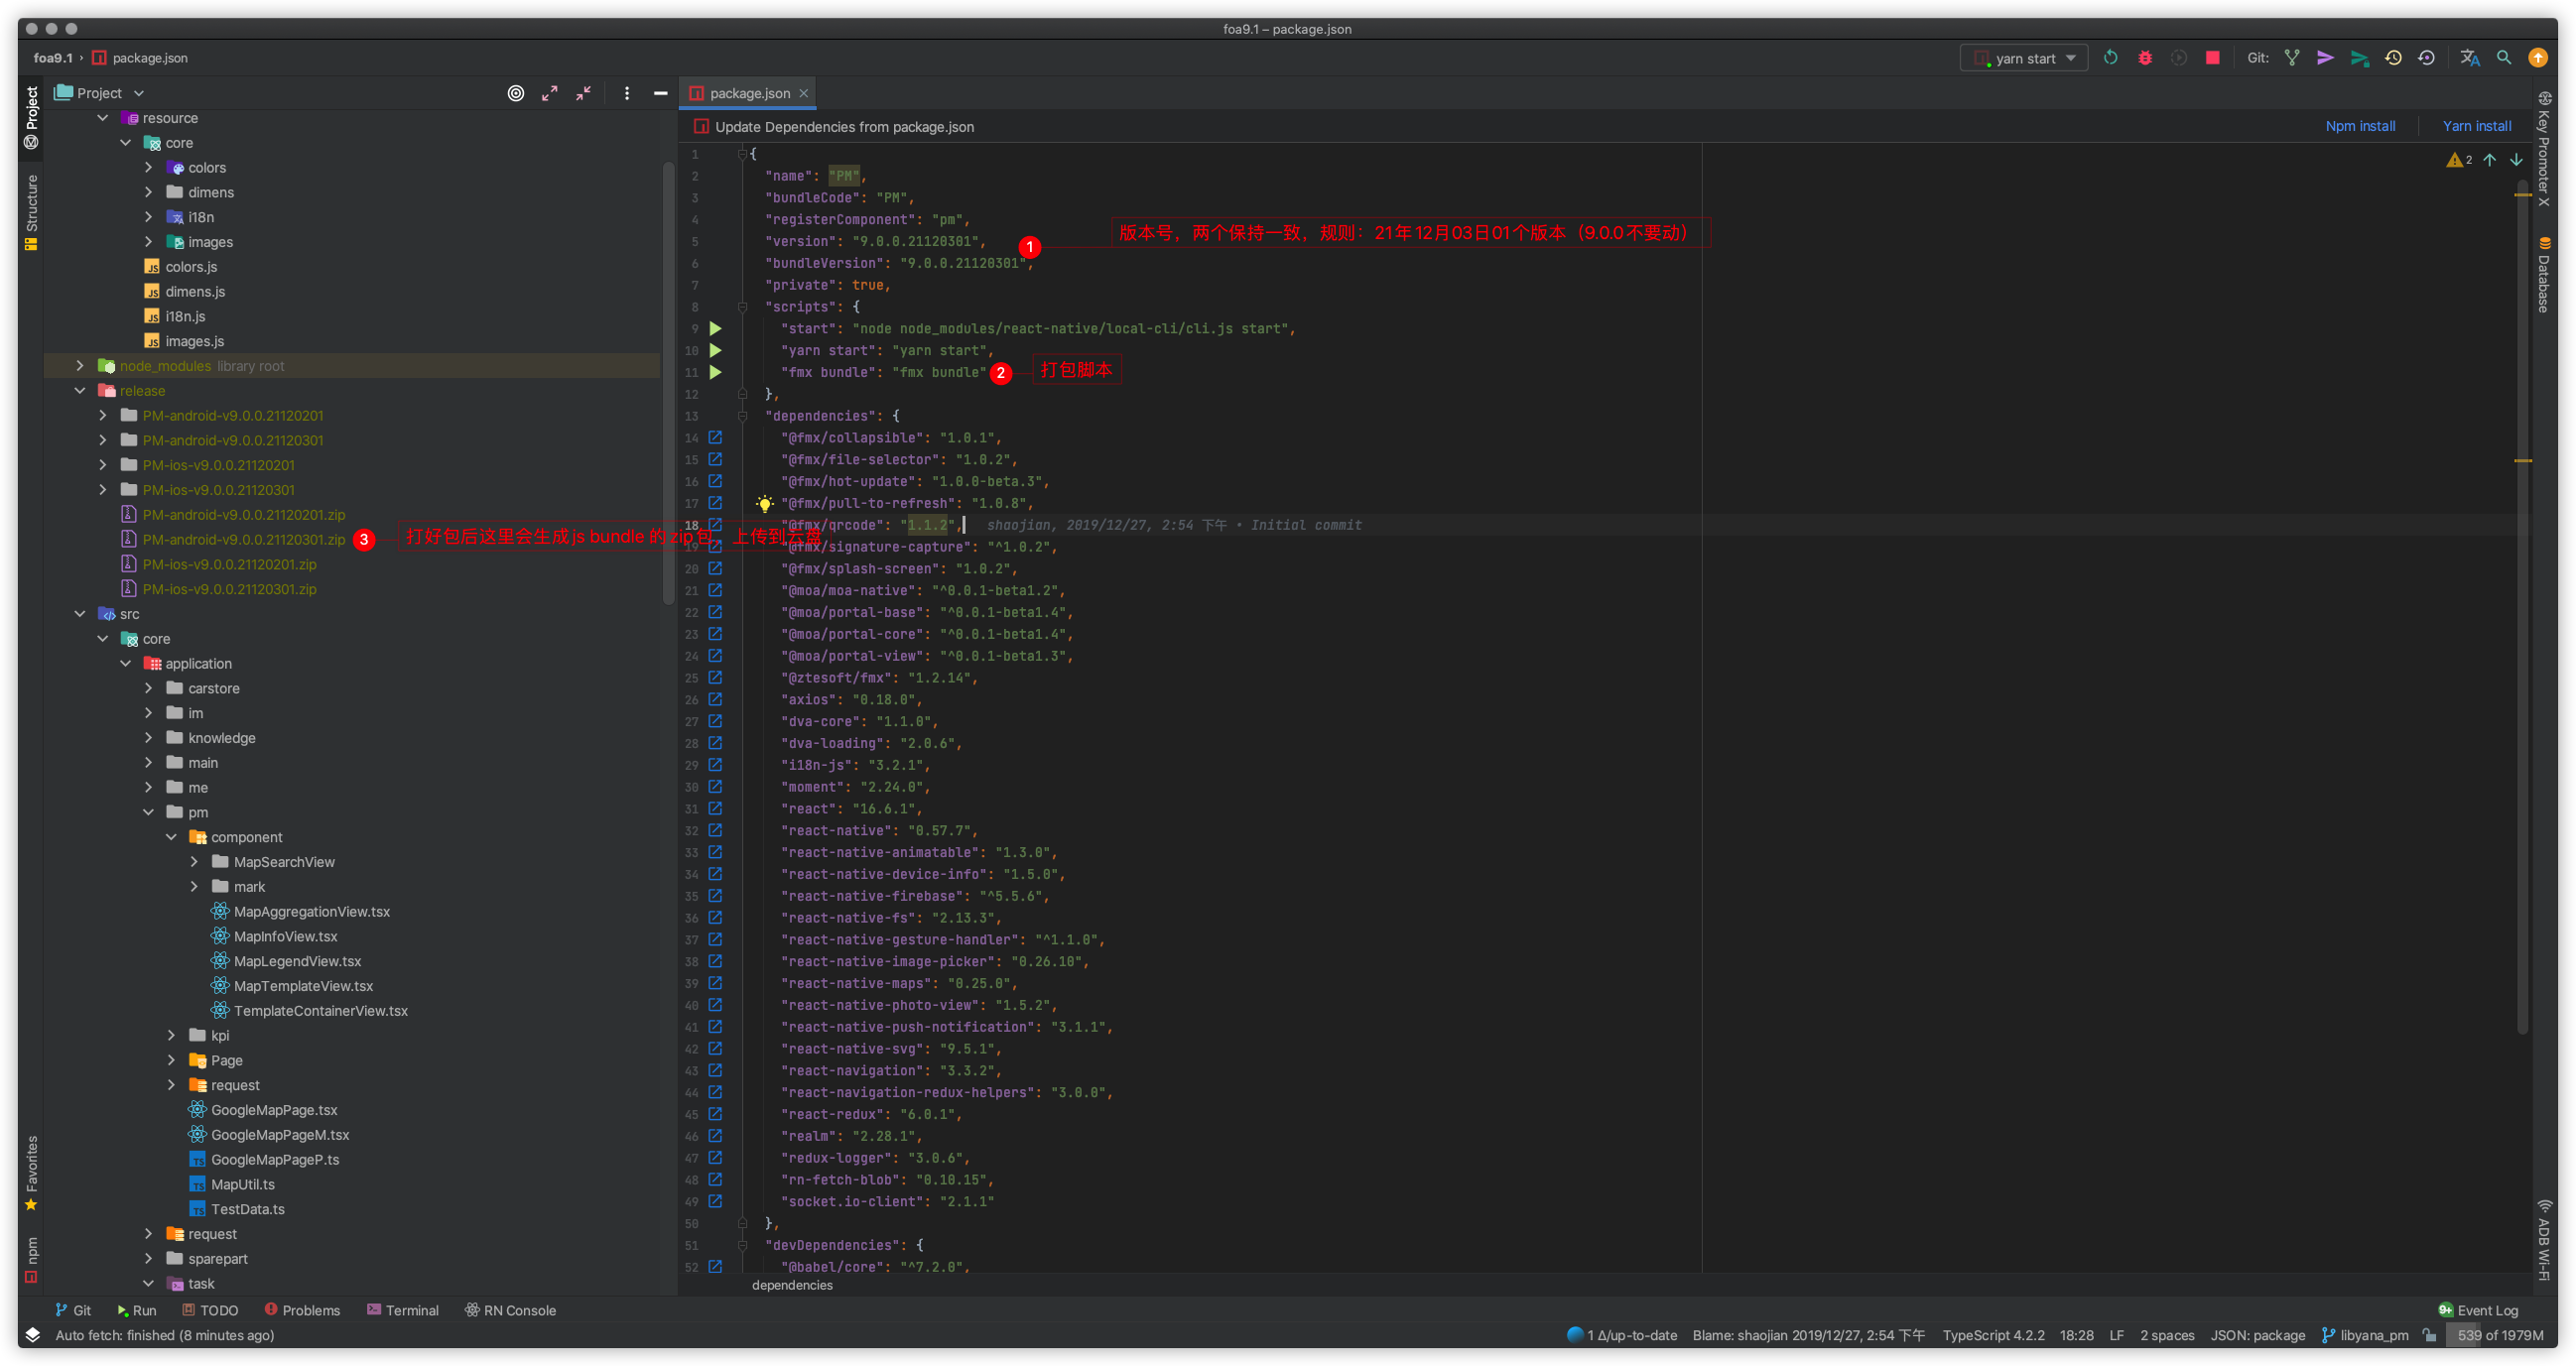 foa9.1 – package.json
foa9.1 › package.json
yarn start
Git:
Project
package.json
Project
Structure
Favorites
npm
resource
core
colors
dimens
i18n
images
colors.js
dimens.js
i18n.js
images.js
node_modules library root
release
PM-android-v9.0.0.21120201
PM-android-v9.0.0.21120301
PM-ios-v9.0.0.21120201
PM-ios-v9.0.0.21120301
PM-android-v9.0.0.21120201.zip
PM-android-v9.0.0.21120301.zip
3 打好包后这里会生成js bundle 的zip包 上传到云盘
PM-ios-v9.0.0.21120201.zip
PM-ios-v9.0.0.21120301.zip
src
core
application
carstore
im
knowledge
main
me
pm
component
MapSearchView
mark
MapAggregationView.tsx
MapInfoView.tsx
MapLegendView.tsx
MapTemplateView.tsx
TemplateContainerView.tsx
kpi
Page
request
GoogleMapPage.tsx
GoogleMapPageM.tsx
GoogleMapPageP.ts
MapUtil.ts
TestData.ts
request
sparepart
task
Update Dependencies from package.json
Npm install
Yarn install
2
1 {
2 "name": "PM",
3 "bundleCode": "PM",
4 "registerComponent": "pm",
5 "version": "9.0.0.21120301",
1 版本号，两个保持一致，规则：21年12月03日01个版本（9.0.0不要动）
6 "bundleVersion": "9.0.0.21120301",
7 "private": true,
8 "scripts": {
9 "start": "node node_modules/react-native/local-cli/cli.js start",
10 "yarn start": "yarn start",
11 "fmx bundle": "fmx bundle"
2 打包脚本
12 },
13 "dependencies": {
14 "@fmx/collapsible": "1.0.1",
15 "@fmx/file-selector": "1.0.2",
16 "@fmx/hot-update": "1.0.0-beta.3",
17 "@fmx/pull-to-refresh": "1.0.8",
18 "@fmx/qrcode": "1.1.2", shaojian, 2019/12/27, 2:54 下午 • Initial commit
19 "@fmx/signature-capture": "^1.0.2",
20 "@fmx/splash-screen": "1.0.2",
21 "@moa/moa-native": "^0.0.1-beta1.2",
22 "@moa/portal-base": "^0.0.1-beta1.4",
23 "@moa/portal-core": "^0.0.1-beta1.4",
24 "@moa/portal-view": "^0.0.1-beta1.3",
25 "@ztesoft/fmx": "1.2.14",
26 "axios": "0.18.0",
27 "dva-core": "1.1.0",
28 "dva-loading": "2.0.6",
29 "i18n-js": "3.2.1",
30 "moment": "2.24.0",
31 "react": "16.6.1",
32 "react-native": "0.57.7",
33 "react-native-animatable": "1.3.0",
34 "react-native-device-info": "1.5.0",
35 "react-native-firebase": "^5.5.6",
36 "react-native-fs": "2.13.3",
37 "react-native-gesture-handler": "^1.1.0",
38 "react-native-image-picker": "0.26.10",
39 "react-native-maps": "0.25.0",
40 "react-native-photo-view": "1.5.2",
41 "react-native-push-notification": "3.1.1",
42 "react-native-svg": "9.5.1",
43 "react-navigation": "3.3.2",
44 "react-navigation-redux-helpers": "3.0.0",
45 "react-redux": "6.0.1",
46 "realm": "2.28.1",
47 "redux-logger": "3.0.6",
48 "rn-fetch-blob": "0.10.15",
49 "socket.io-client": "2.1.1"
50 },
51 "devDependencies": {
52 "@babel/core": "^7.2.0",
dependencies
Key Promoter X
Database
ADB Wi-Fi
Git
Run
TODO
Problems
Terminal
RN Console
9+ Event Log
Auto fetch: finished (8 minutes ago)
1 Δ/up-to-date
Blame: shaojian 2019/12/27, 2:54 下午
TypeScript 4.2.2
18:28
LF
2 spaces
JSON: package
libyana_pm
539 of 1979M